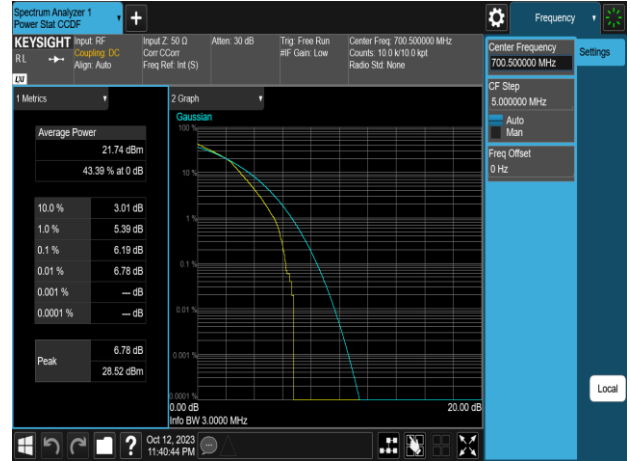 Spectrum Analyzer 1
Power Stat CCDF
+
Frequency
KEYSIGHT
RL
LXI
Input: RF
Coupling: DC
Align: Auto
Input Z: 50 Ω
Corr CCorr
Freq Ref: Int (S)
Atten: 30 dB
Trig: Free Run
#IF Gain: Low
Center Freq: 700.500000 MHz
Counts: 10.0 k/10.0 kpt
Radio Std: None
Center Frequency
700.500000 MHz
Settings
CF Step
5.000000 MHz
Auto
Man
Freq Offset
0 Hz
Local
1 Metrics
Average Power
21.74 dBm
43.39 % at 0 dB
10.0 % 3.01 dB
1.0 % 5.39 dB
0.1 % 6.19 dB
0.01 % 6.78 dB
0.001 % --- dB
0.0001 % --- dB
Peak
6.78 dB
28.52 dBm
2 Graph
Gaussian
100 %
10 %
1 %
0.1 %
0.01 %
0.001 %
0.0001 %
0.00 dB
20.00 dB
Info BW 3.0000 MHz
?
Oct 12, 2023
11:40:44 PM